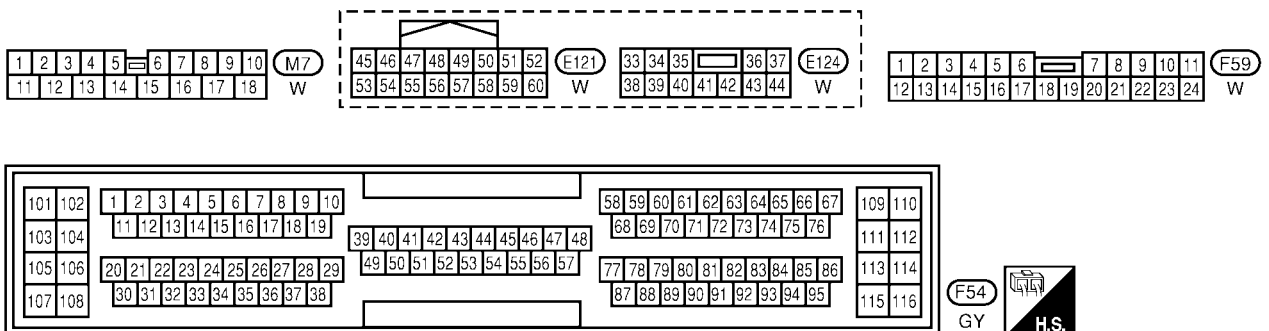 1 2 3 4 5 6 7 8 9 10
11 12 13 14 15 16 17 18
M7
W
45 46 47 48 49 50 51 52
53 54 55 56 57 58 59 60
E121
W
33 34 35 36 37
38 39 40 41 42 43 44
E124
W
1 2 3 4 5 6 7 8 9 10 11
12 13 14 15 16 17 18 19 20 21 22 23 24
F59
W
101 102
103 104
105 106
107 108
1 2 3 4 5 6 7 8 9 10
11 12 13 14 15 16 17 18 19
20 21 22 23 24 25 26 27 28 29
30 31 32 33 34 35 36 37 38
39 40 41 42 43 44 45 46 47 48
49 50 51 52 53 54 55 56 57
58 59 60 61 62 63 64 65 66 67
68 69 70 71 72 73 74 75 76
77 78 79 80 81 82 83 84 85 86
87 88 89 90 91 92 93 94 95
109 110
111 112
113 114
115 116
F54
GY
H.S.